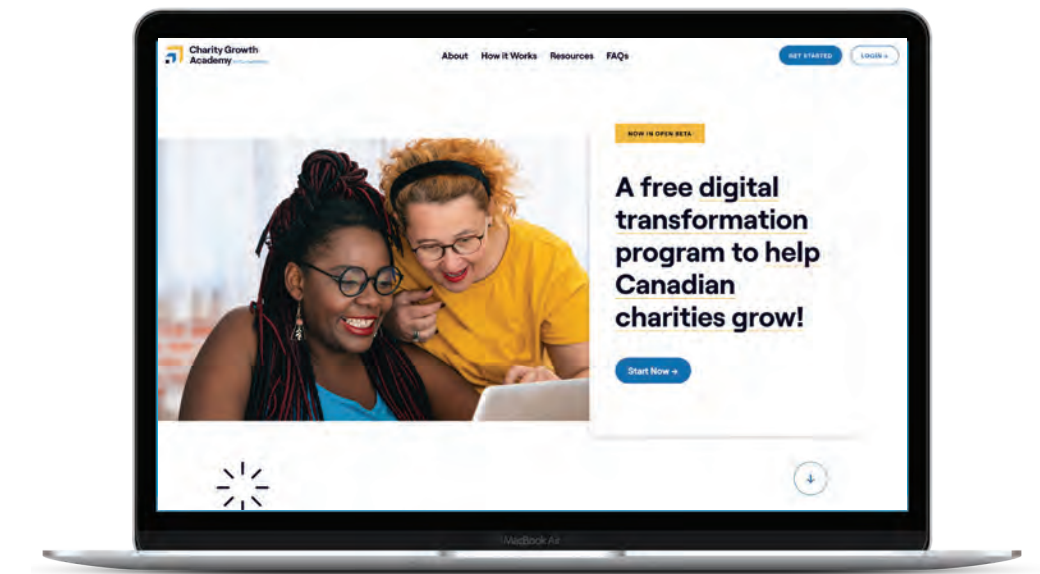 Charity Growth
Academy
About How it Works Resources FAQs
GET STARTED
LOGIN →
NOW IN OPEN BETA
A free digital
transformation
program to help
Canadian
charities grow!
Start Now →
MacBook Air